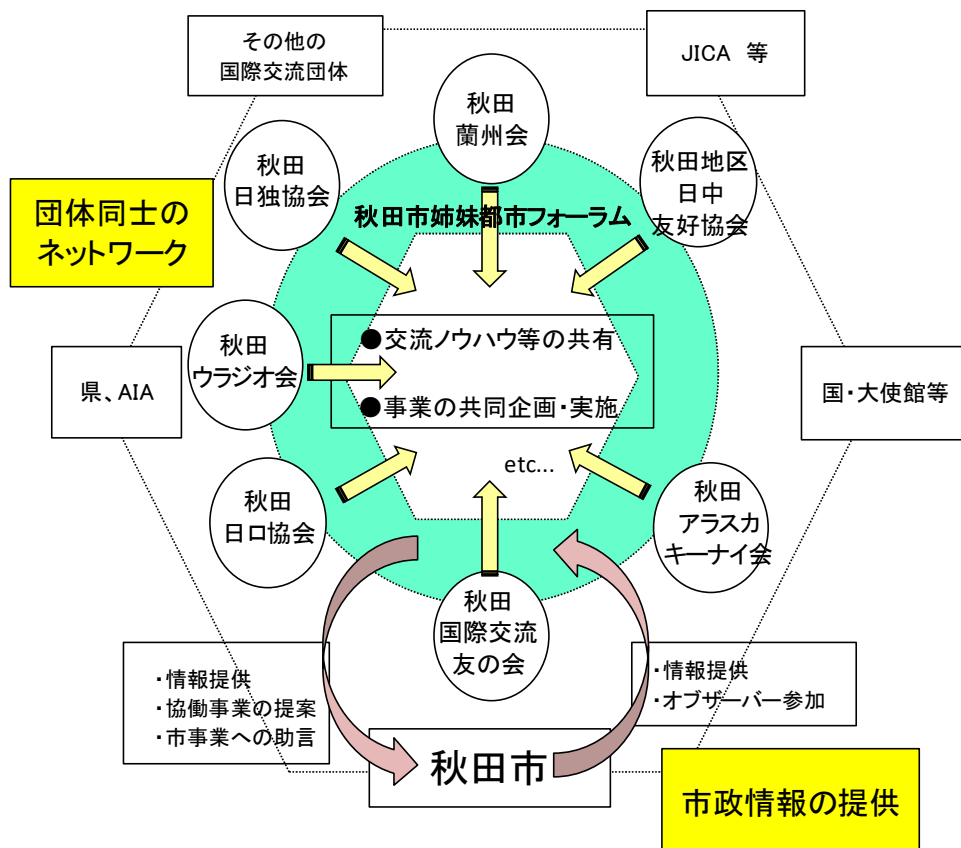 その他の
国際交流団体
JICA 等
秋田
蘭州会
秋田
日独協会
秋田地区
日中
友好協会
団体同士の
ネットワーク
秋田市姉妹都市フォーラム
秋田
ウラジオ会
●交流ノウハウ等の共有
●事業の共同企画・実施
県、AIA
国・大使館等
etc...
秋田
日ロ協会
秋田
アラスカ
キーナイ会
秋田
国際交流
友の会
・情報提供
・協働事業の提案
・市事業への助言
・情報提供
・オブザーバー参加
秋田市
市政情報の提供